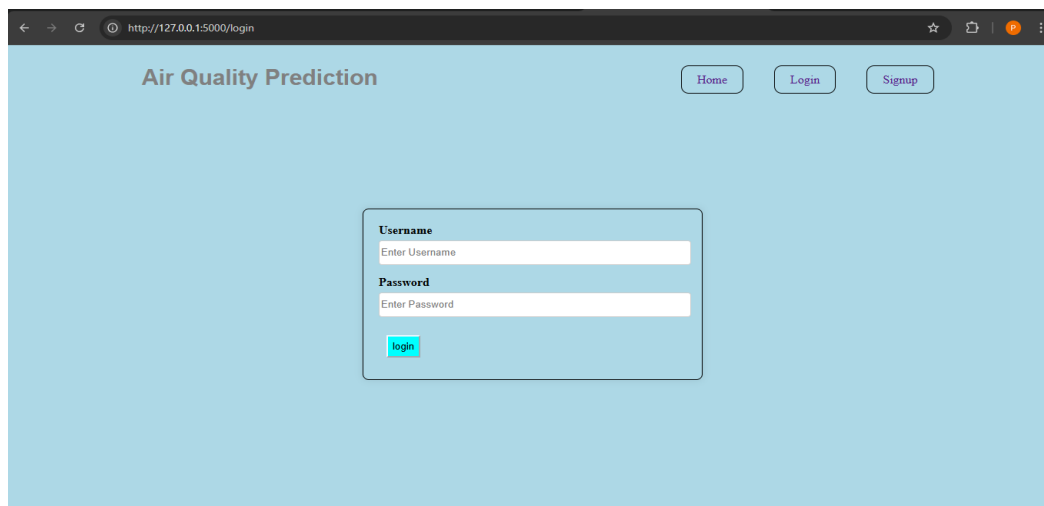 http://127.0.0.1:5000/login
P
Air Quality Prediction
Home Login Signup
Username
Enter Username
Password
Enter Password
login